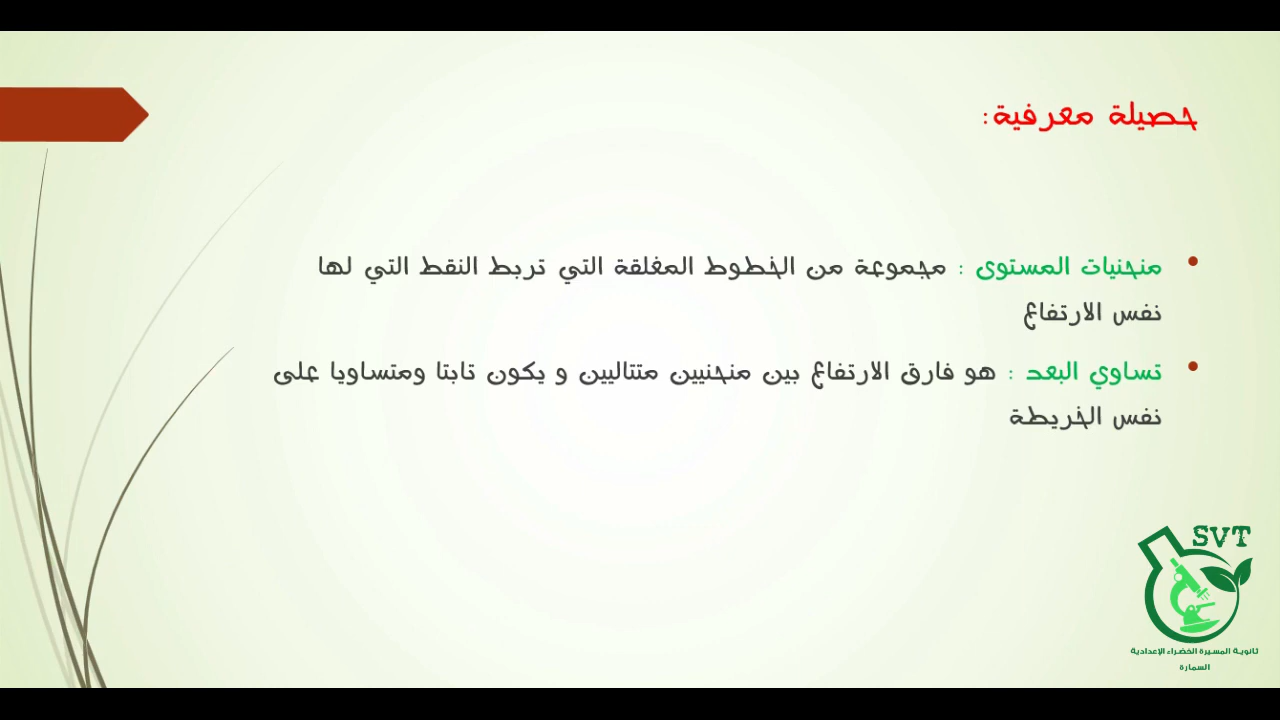 حصيلة معرفية:
منحنيات المستوى : مجموعة من الخطوط المغلقة التي تربط النقط التي لها
نفس الارتفاع
تساوي البعد : هو فارق الارتفاع بين منحنيين متتاليين و يكون تابتا ومتساويا على
نفس الخريطة
SVT
ثانوية المسيرة الخضراء الإعدادية
السمارة